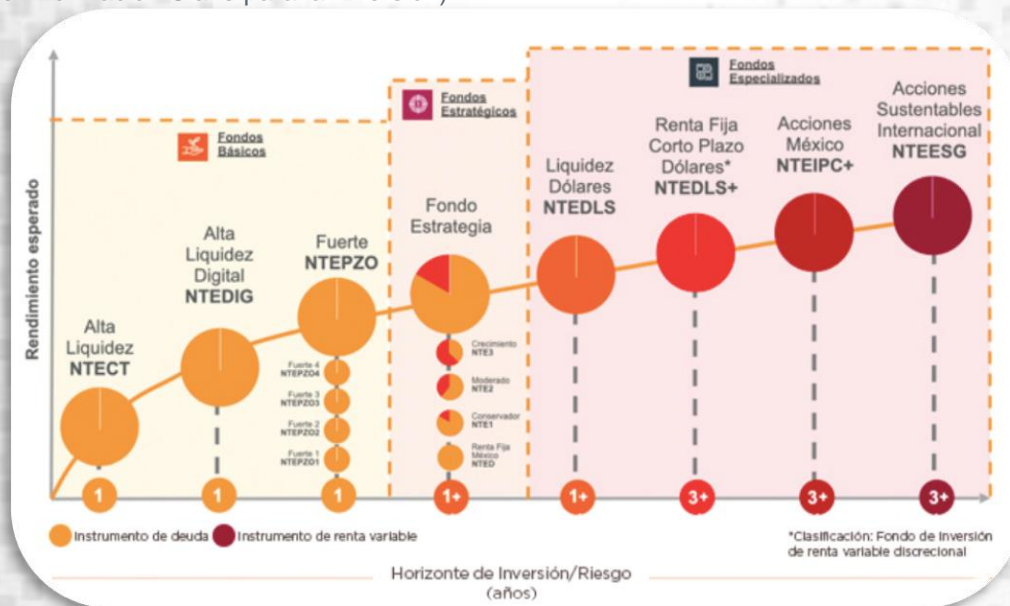 Rendimiento esperado
Fondos
Básicos
Fondos
Estratégicos
Fondos
Especializados
Alta
Liquidez
NTECT
Alta
Liquidez
Digital
NTEDIG
Fuerte
NTEPZO
Fuerte 4
NTEPZO4
Fuerte 3
NTEPZO3
Fuerte 2
NTEPZO2
Fuerte 1
NTEPZO1
Fondo
Estrategia
Crecimiento
NTE3
Moderado
NTE2
Conservador
NTE1
Renta Fija
México
NTED
Liquidez
Dólares
NTEDLS
Renta Fija
Corto Plazo
Dólares*
NTEDLS+
Acciones
México
NTEIPC+
Acciones
Sustentables
Internacional
NTEESG
1
1
1
1+
1+
3+
3+
3+
Instrumento de deuda
Instrumento de renta variable
*Clasificación: Fondo de Inversión
de renta variable discrecional
Horizonte de Inversión/Riesgo
(años)